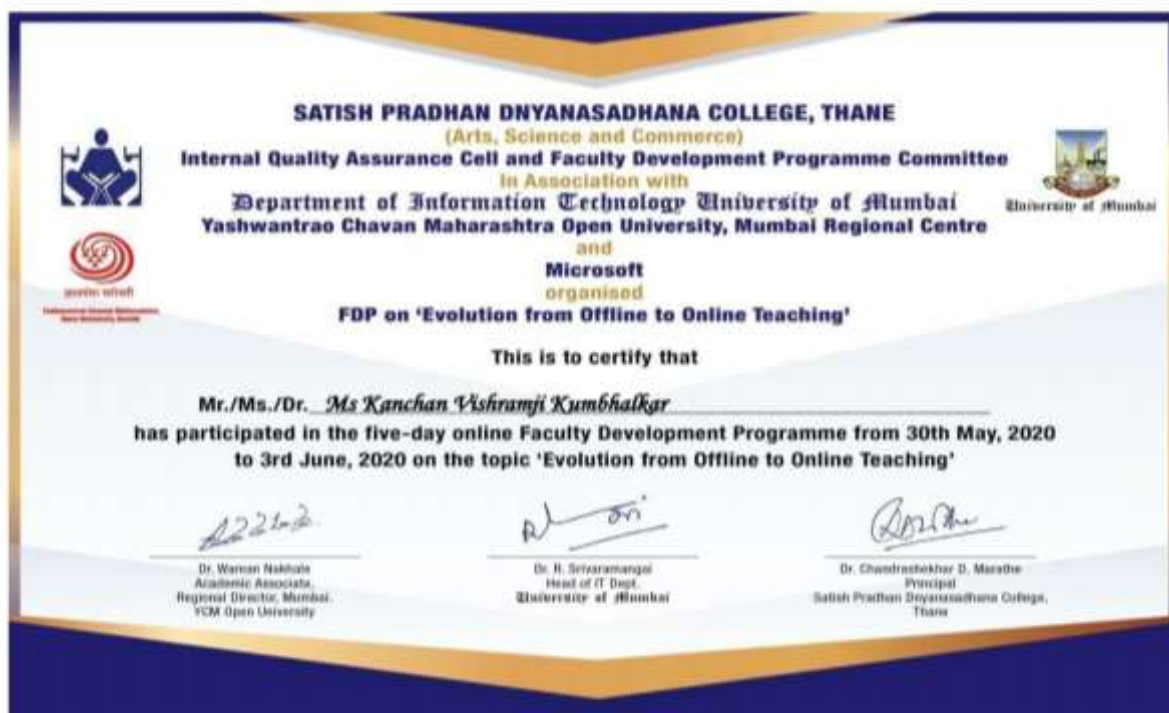 SATISH PRADHAN DNYANASADHANA COLLEGE, THANE
(Arts, Science and Commerce)
Internal Quality Assurance Cell and Faculty Development Programme Committee
In Association with
Department of Information Technology University of Mumbai
Yashwantrao Chavan Maharashtra Open University, Mumbai Regional Centre
and
Microsoft
organised
FDP on ‘Evolution from Offline to Online Teaching’
University of Mumbai
This is to certify that
Mr./Ms./Dr. Ms Kanchan Vishramji Kumbhalkar
has participated in the five-day online Faculty Development Programme from 30th May, 2020
to 3rd June, 2020 on the topic ‘Evolution from Offline to Online Teaching’
Dr. Waman Nakhale
Academic Associate,
Regional Director, Mumbai.
YCM Open University
Dr. R. Srivaramangai
Head of IT Dept.
University of Mumbai
Dr. Chandrashekhar D. Marathe
Principal
Satish Pradhan Dnyanasadhana College,
Thane